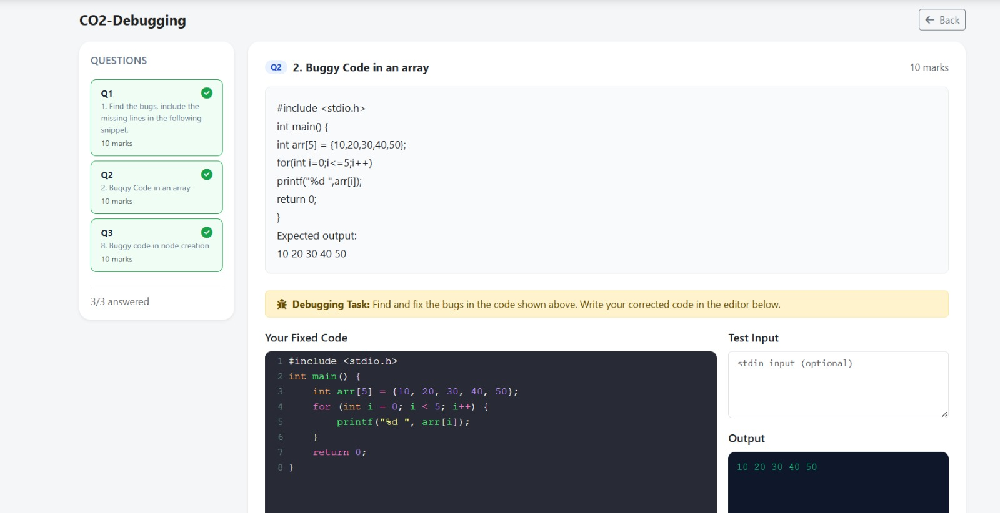 CO2-Debugging
Back
QUESTIONS
Q1
1. Find the bugs, include the
missing lines in the following
snippet.
10 marks
Q2
2. Buggy Code in an array
10 marks
Q3
8. Buggy code in node creation
10 marks
3/3 answered
Q2 2. Buggy Code in an array
10 marks
#include <stdio.h>
int main() {
int arr[5] = {10,20,30,40,50};
for(int i=0;i<=5;i++)
printf("%d ",arr[i]);
return 0;
}
Expected output:
10 20 30 40 50
Debugging Task: Find and fix the bugs in the code shown above. Write your corrected code in the editor below.
Your Fixed Code
1 #include <stdio.h>
2 int main() {
3     int arr[5] = {10, 20, 30, 40, 50};
4     for (int i = 0; i < 5; i++) {
5         printf("%d ", arr[i]);
6     }
7     return 0;
8 }
Test Input
stdin input (optional)
Output
10 20 30 40 50